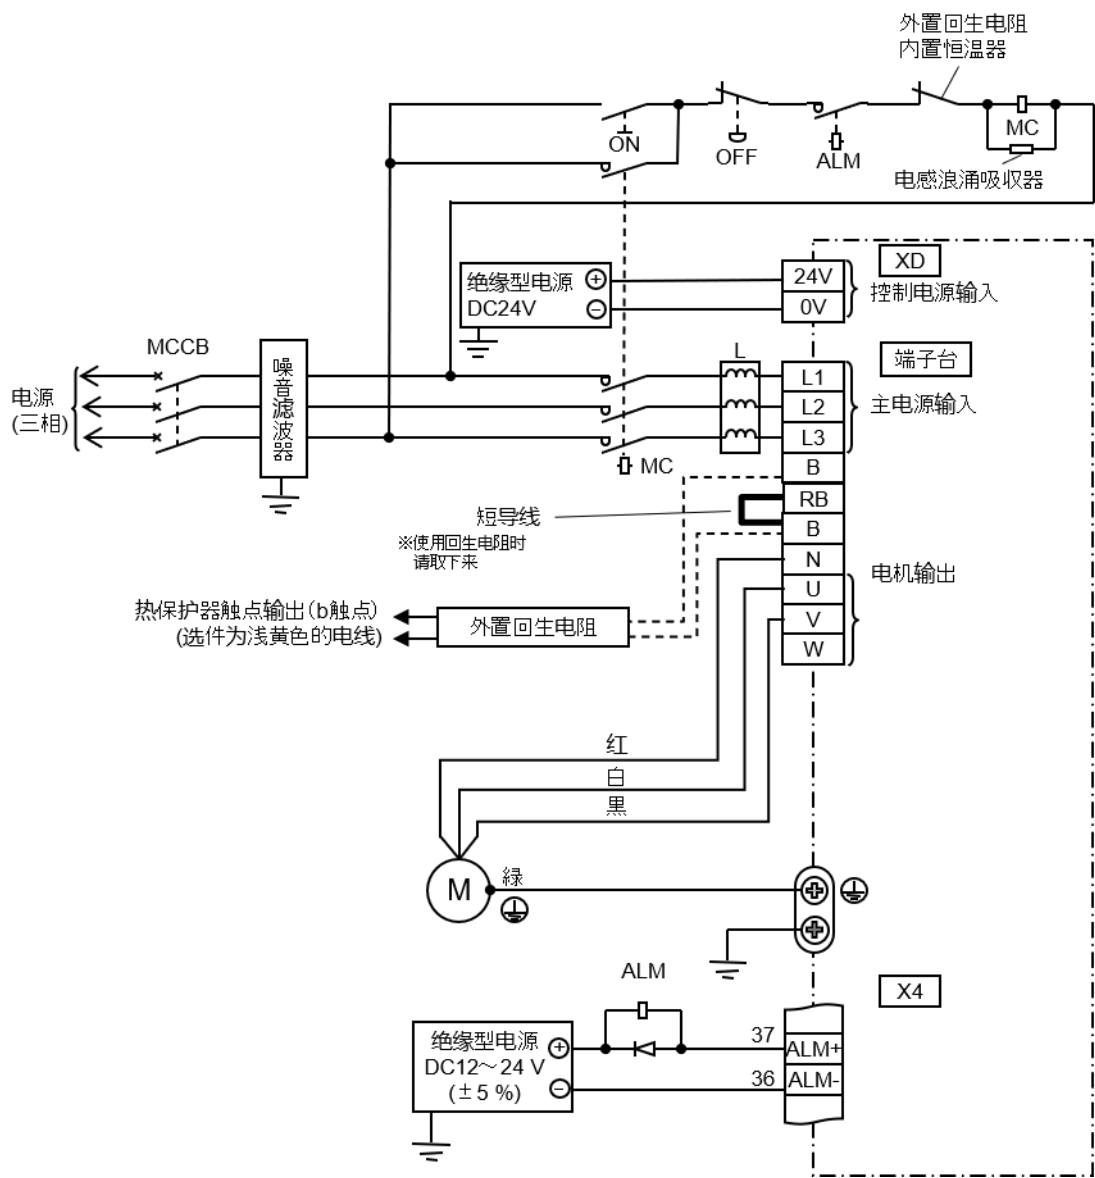 外置回生电阻
内置恒温器
ON
OFF
ALM
MC
电感浪涌吸收器
XD
绝缘型电源
DC24V
24V
0V
控制电源输入
MCCB
噪音滤波器
L
端子台
电源
(三相)
L1
L2
L3
主电源输入
MC
B
RB
B
N
U
V
W
短导线
※使用回生电阻时
请取下来
电机输出
热保护器触点输出(b触点)
(选件为浅黄色的电线)
外置回生电阻
红
白
黑
M
緑
ALM
X4
绝缘型电源
DC12～24 V
(±5 %)
37
ALM+
36
ALM-